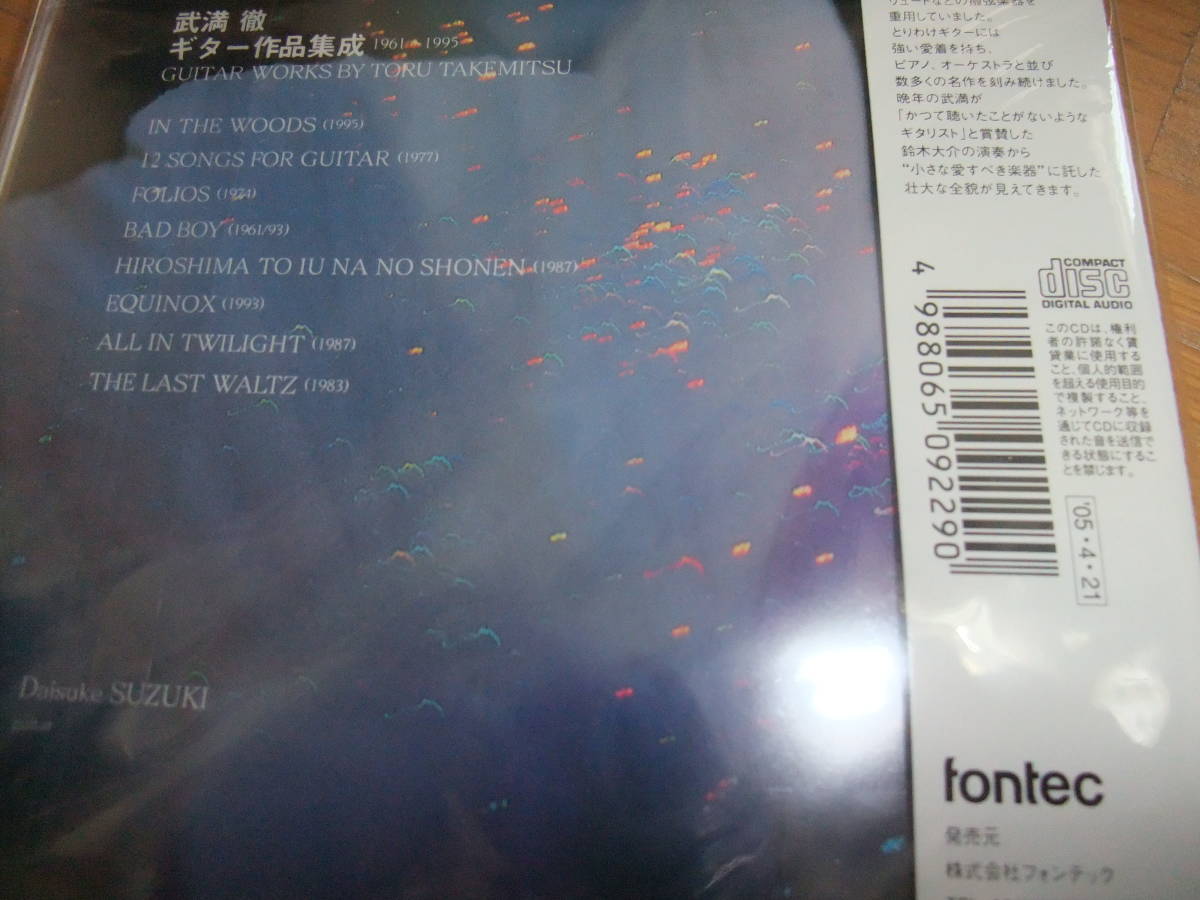 武満 徹
ギター作品集成 1961-1995
GUITAR WORKS BY TORU TAKEMITSU
IN THE WOODS (1995)
12 SONGS FOR GUITAR (1977)
FOLIOS (1974)
BAD BOY (1961/93)
HIROSHIMA TO IU NA NO SHONEN (1987)
EQUINOX (1993)
ALL IN TWILIGHT (1987)
THE LAST WALTZ (1983)
Daisuke SUZUKI
リュートなどの撥弦楽器を
重用していました。
とりわけギターには
強い愛着を持ち、
ピアノ、オーケストラと並び
数多くの名作を刻み続けました。
晩年の武満が
「かつて聴いたことがないような
ギタリスト」と賞賛した
鈴木大介の演奏から
“小さな愛すべき楽器”に託した
壮大な全貌が見えてきます。
COMPACT
disc
DIGITAL AUDIO
4 988065 092290
このCDは、権利
者の許諾なく賃
貸業に使用する
こと、個人的範囲
を超える使用目的
で複製すること、
ネットワーク等を
通じてCDに収録
された音を送信で
きる状態にするこ
とを禁じます。
'05・4・21
fontec
発売元
株式会社フォンテック